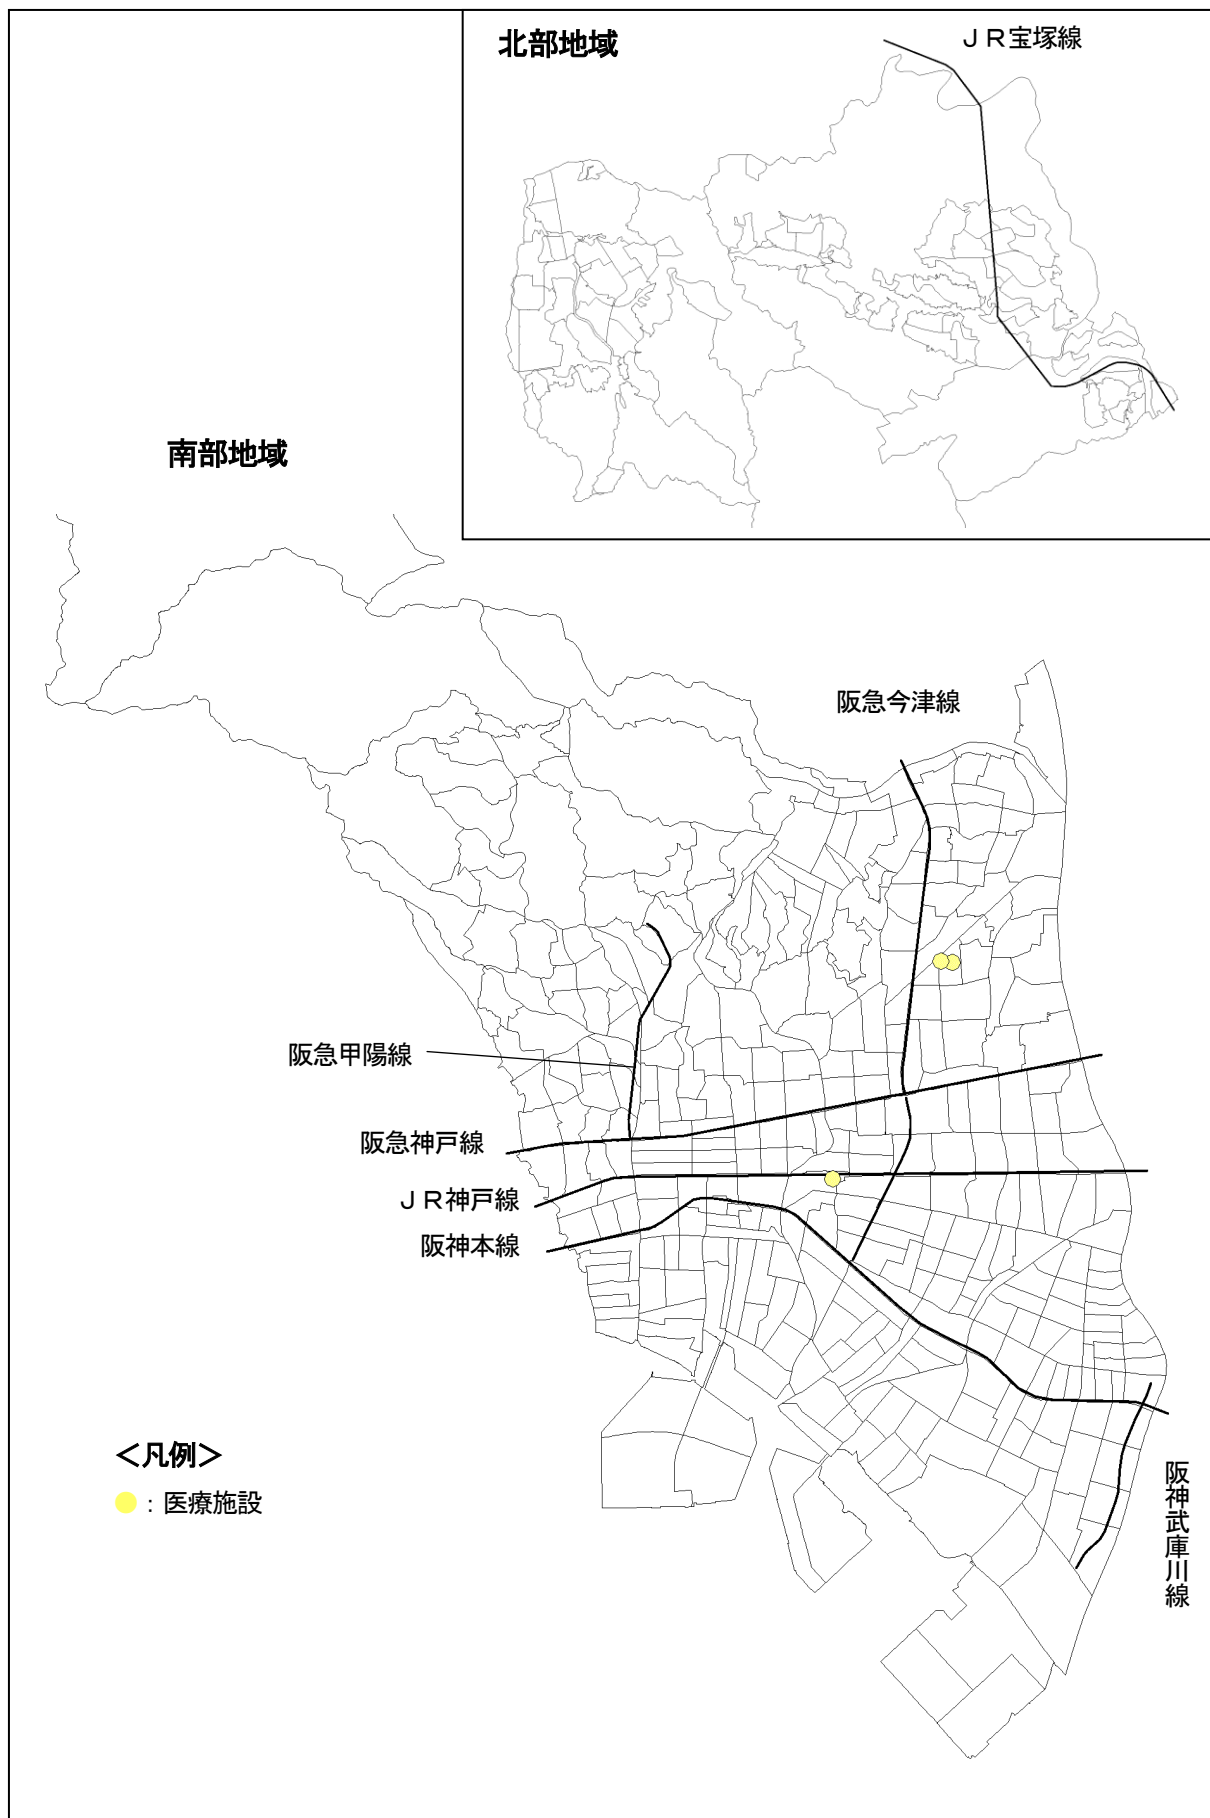 北部地域
ＪＲ宝塚線
南部地域
阪急今津線
阪急甲陽線
阪急神戸線
ＪＲ神戸線
阪神本線
＜凡例＞
：医療施設
阪神武庫川線